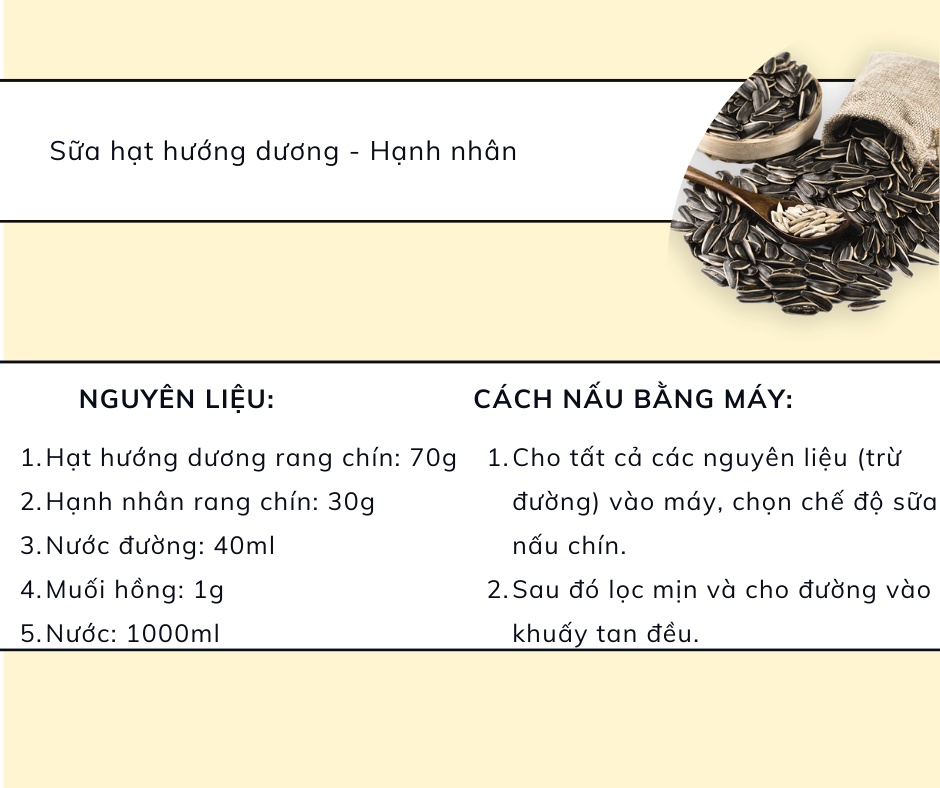 Sữa hạt hướng dương - Hạnh nhân
NGUYÊN LIỆU:
1. Hạt hướng dương rang chín: 70g
2. Hạnh nhân rang chín: 30g
3. Nước đường: 40ml
4. Muối hồng: 1g
5. Nước: 1000ml
CÁCH NẤU BẰNG MÁY:
1. Cho tất cả các nguyên liệu (trừ
đường) vào máy, chọn chế độ sữa
nấu chín.
2. Sau đó lọc mịn và cho đường vào
khuấy tan đều.